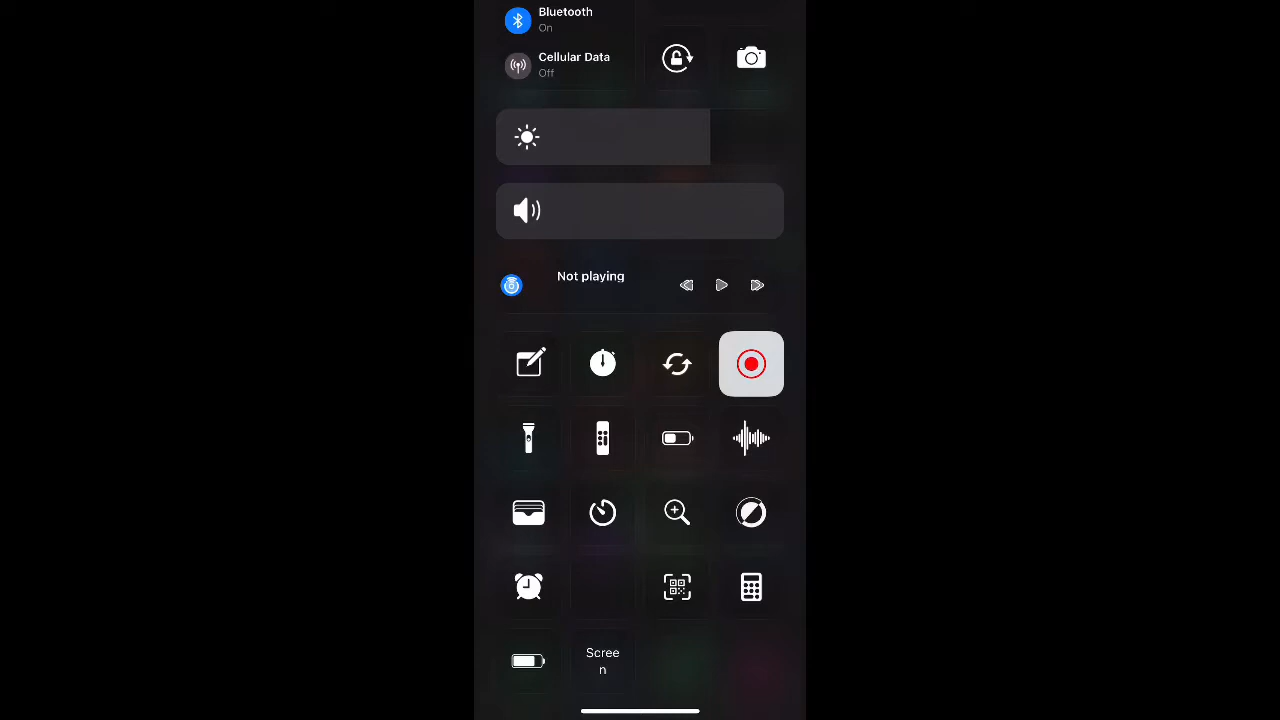 Bluetooth
On
Cellular Data
Off
Not playing
Scree
n